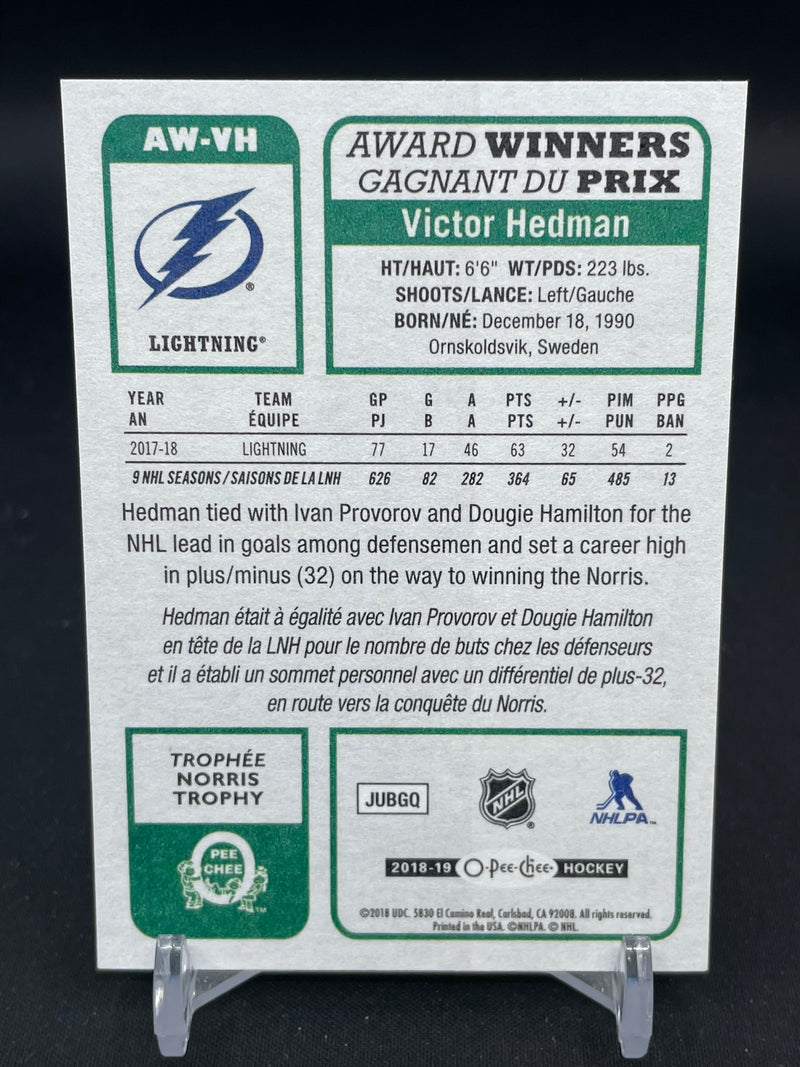 AW-VH
LIGHTNING®
AWARD WINNERS
GAGNANT DU PRIX
Victor Hedman
HT/HAUT: 6'6" WT/PDS: 223 lbs.
SHOOTS/LANCE: Left/Gauche
BORN/NÉ: December 18, 1990
Ornskoldsvik, Sweden
YEAR TEAM GP G A PTS +/- PIM PPG
AN ÉQUIPE PJ B A PTS +/- PUN BAN
2017-18 LIGHTNING 77 17 46 63 32 54 2
9 NHL SEASONS/SAISONS DE LA LNH 626 82 282 364 65 485 13
Hedman tied with Ivan Provorov and Dougie Hamilton for the
NHL lead in goals among defensemen and set a career high
in plus/minus (32) on the way to winning the Norris.
Hedman était à égalité avec Ivan Provorov et Dougie Hamilton
en tête de la LNH pour le nombre de buts chez les défenseurs
et il a établi un sommet personnel avec un différentiel de plus-32,
en route vers la conquête du Norris.
TROPHÉE
NORRIS
TROPHY
PEE
CHEE
™
JUBGQ
NHL
®
NHLPA™
2018-19 O-Pee-Chee HOCKEY
©2018 UDC. 5830 El Camino Real, Carlsbad, CA 92008. All rights reserved.
Printed in the USA. ©NHLPA. © NHL.